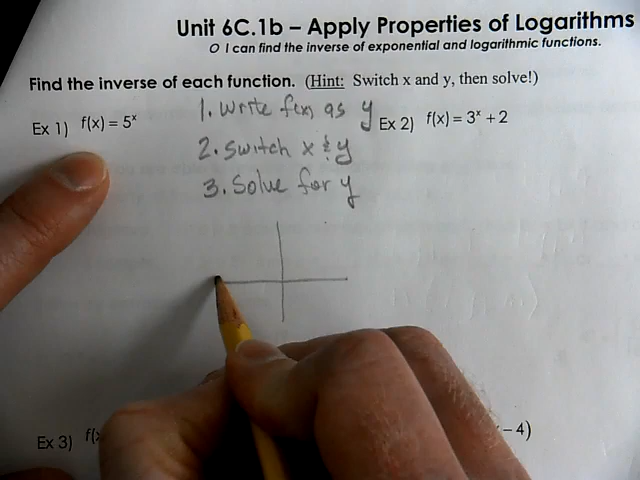 Unit 6C.1b – Apply Properties of Logarithms
O I can find the inverse of exponential and logarithmic functions.
Find the inverse of each function. (Hint: Switch x and y, then solve!)
Ex 1) f(x) = 5ˣ
1. Write f(x) as y
2. Switch x & y
3. Solve for y
Ex 2) f(x) = 3ˣ + 2
Ex 3) f(
– 4)